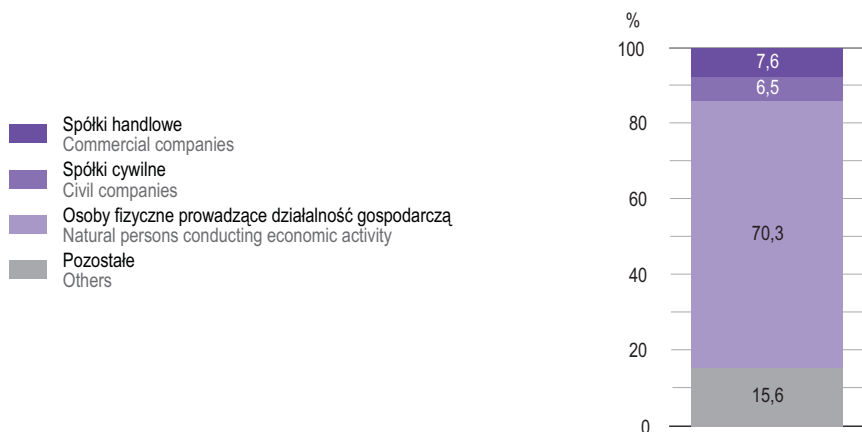 Spółki handlowe
Commercial companies
Spółki cywilne
Civil companies
Osoby fizyczne prowadzące działalność gospodarczą
Natural persons conducting economic activity
Pozostałe
Others
%
100
80
60
40
20
0
7,6
6,5
70,3
15,6